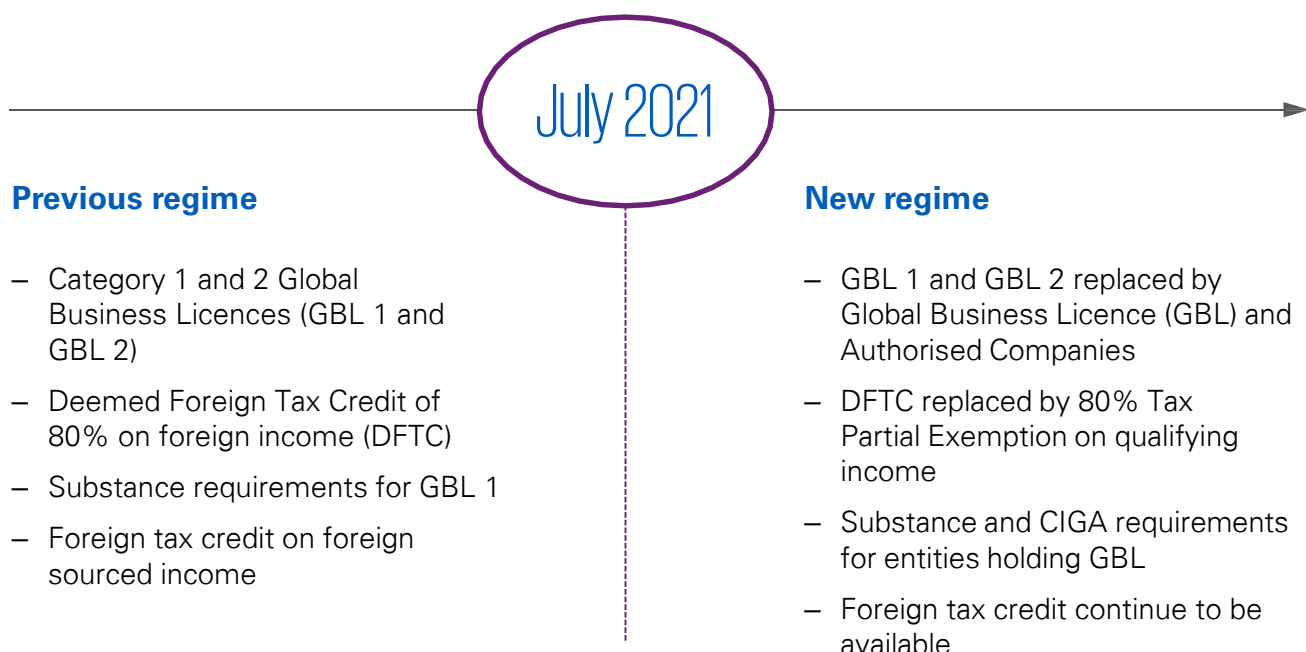 July 2021
Previous regime
– Category 1 and 2 Global
Business Licences (GBL 1 and
GBL 2)
– Deemed Foreign Tax Credit of
80% on foreign income (DFTC)
– Substance requirements for GBL 1
– Foreign tax credit on foreign
sourced income
New regime
– GBL 1 and GBL 2 replaced by
Global Business Licence (GBL) and
Authorised Companies
– DFTC replaced by 80% Tax
Partial Exemption on qualifying
income
– Substance and CIGA requirements
for entities holding GBL
– Foreign tax credit continue to be
available